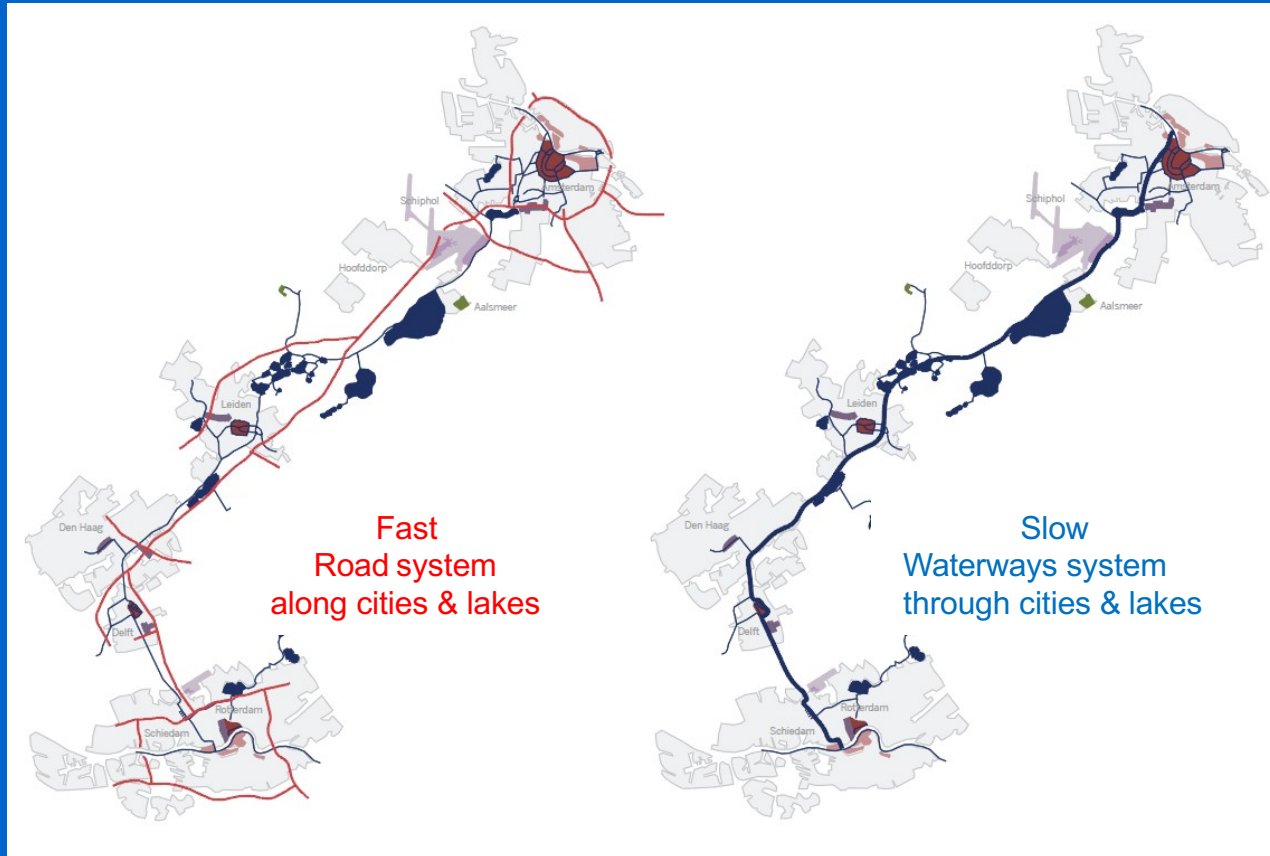 Amsterdam
Schiphol
Hoofddorp
Aalsmeer
Leiden
Den Haag
Fast
Road system
along cities & lakes
Delft
Rotterdam
Schiedam
Amsterdam
Schiphol
Hoofddorp
Aalsmeer
Leiden
Den Haag
Slow
Waterways system
through cities & lakes
Delft
Rotterdam
Schiedam